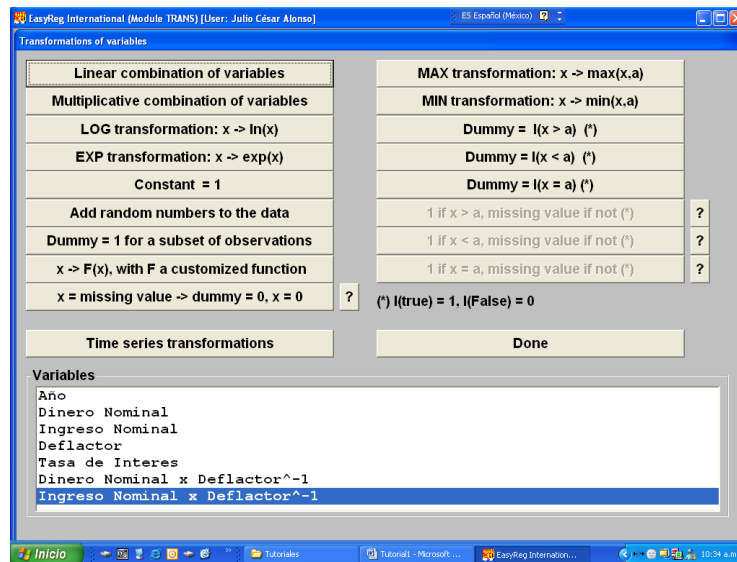 EasyReg International (Module TRANS) [User: Julio César Alonso]
ES Español (México)
Transformations of variables
Linear combination of variables
Multiplicative combination of variables
LOG transformation: x -> ln(x)
EXP transformation: x -> exp(x)
Constant = 1
Add random numbers to the data
Dummy = 1 for a subset of observations
x -> F(x), with F a customized function
x = missing value -> dummy = 0, x = 0
?
Time series transformations
MAX transformation: x -> max(x,a)
MIN transformation: x -> min(x,a)
Dummy = I(x > a) (*)
Dummy = I(x < a) (*)
Dummy = I(x = a) (*)
1 if x > a, missing value if not (*)
?
1 if x < a, missing value if not (*)
?
1 if x = a, missing value if not (*)
?
(*) I(true) = 1, I(False) = 0
Done
Variables
Año
Dinero Nominal
Ingreso Nominal
Deflactor
Tasa de Interes
Dinero Nominal x Deflactor^-1
Ingreso Nominal x Deflactor^-1
Inicio
Tutoriales
Tutorial1 - Microsoft ...
EasyReg Internation...
10:34 a.m.